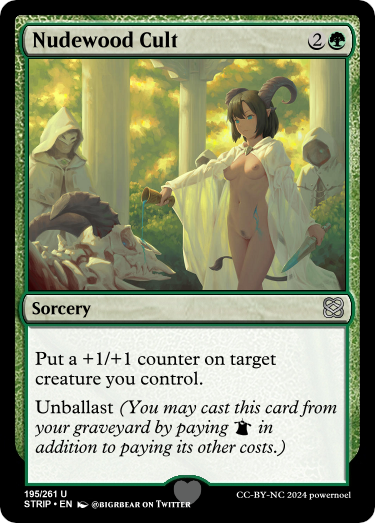 Nudewood Cult 2
Sorcery
Put a +1/+1 counter on target
creature you control.
Unballast (You may cast this card from
your graveyard by paying in
addition to paying its other costs.)
195/261 U
STRIP • EN @BIGRBEAR ON TWITTER
CC-BY-NC 2024 powernoel